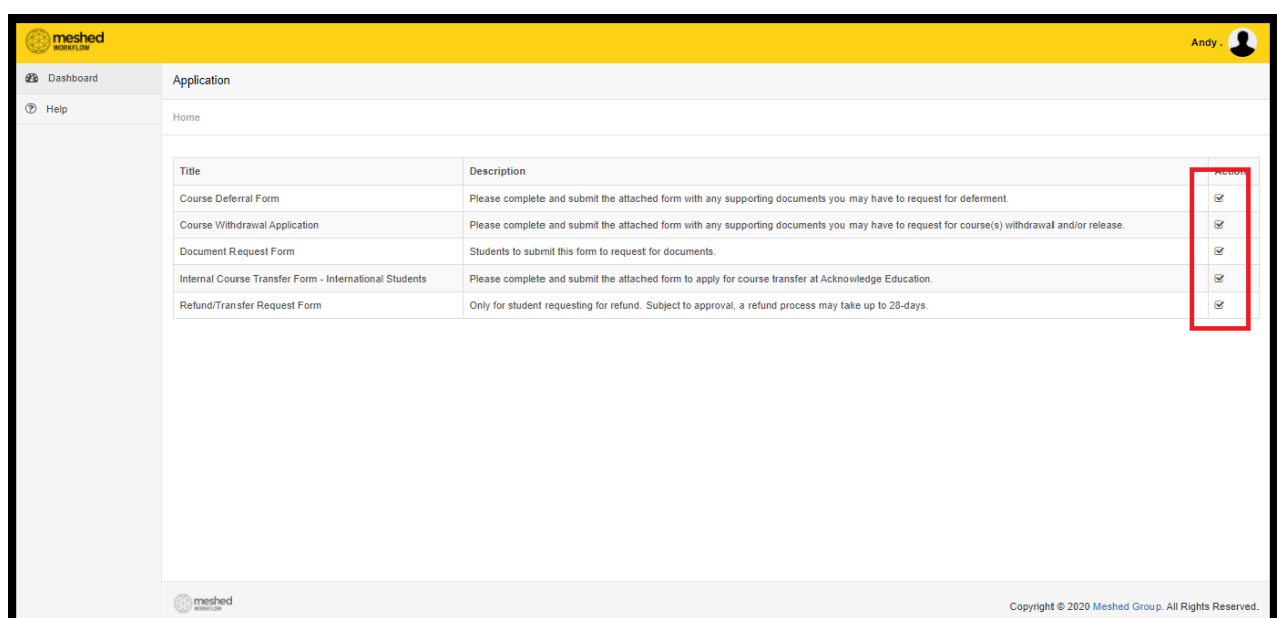 meshed
WORKFLOW
Andy .
Dashboard
Application
Help
Home
Title Description Action
Course Deferral Form Please complete and submit the attached form with any supporting documents you may have to request for deferment.
Course Withdrawal Application Please complete and submit the attached form with any supporting documents you may have to request for course(s) withdrawal and/or release.
Document Request Form Students to submit this form to request for documents.
Internal Course Transfer Form - International Students Please complete and submit the attached form to apply for course transfer at Acknowledge Education.
Refund/Transfer Request Form Only for student requesting for refund. Subject to approval, a refund process may take up to 28-days.
meshed
WORKFLOW
Copyright © 2020 Meshed Group. All Rights Reserved.